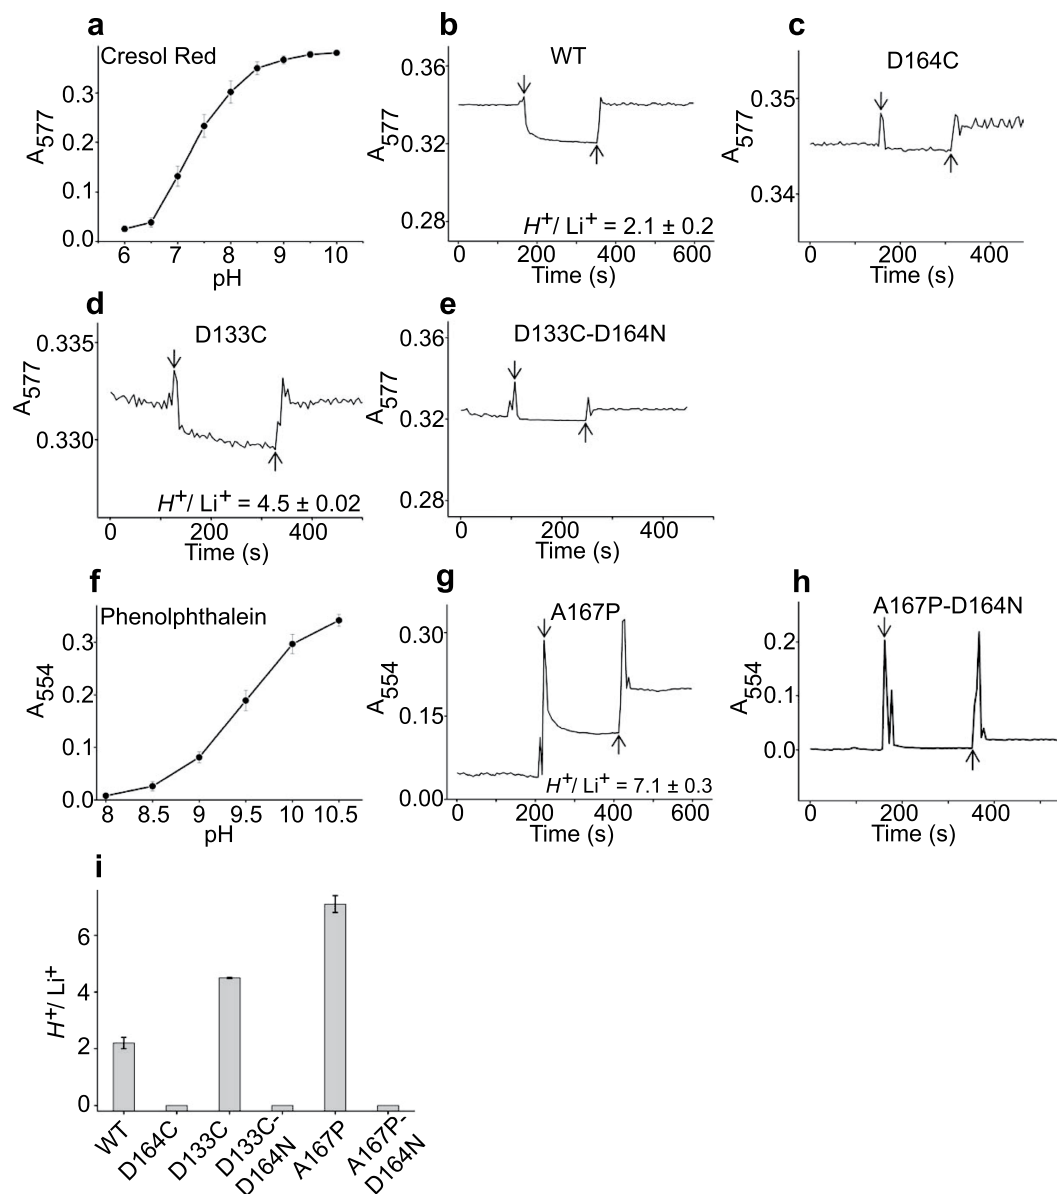 a
Cresol Red
A577
0.3
0.2
0.1
0.0
6 7 8 9 10
pH
b
WT
A577
0.36
0.32
0.28
H+/ Li+ = 2.1 ± 0.2
0 200 400 600
Time (s)
c
D164C
A577
0.35
0.34
0 200 400
Time (s)
d
D133C
A577
0.335
0.330
H+/ Li+ = 4.5 ± 0.02
0 200 400
Time (s)
e
D133C-D164N
A577
0.36
0.32
0.28
0 200 400
Time (s)
f
Phenolphthalein
A554
0.3
0.2
0.1
0.0
8 8.5 9 9.5 10 10.5
pH
g
A167P
A554
0.30
0.15
0.00
H+/ Li+ = 7.1 ± 0.3
0 200 400 600
Time (s)
h
A167P-D164N
A554
0.2
0.1
0.0
0 200 400
Time (s)
i
H+/ Li+
6
4
2
0
WT
D164C
D133C
D133C-
D164N
A167P
A167P-
D164N